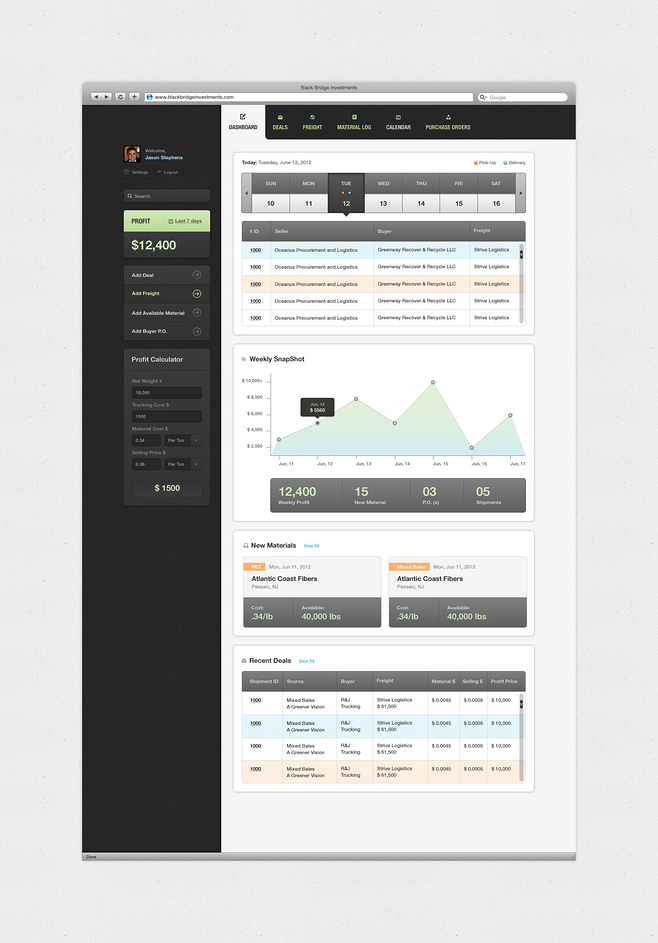 Black Bridge Investments
www.blackbridgeinvestments.com
Google
DASHBOARD
DEALS
FREIGHT
MATERIAL LOG
CALENDAR
PURCHASE ORDERS
Welcome,
Jason Stephens
Settings
Logout
Search
PROFIT
Last 7 days
$12,400
Add Deal
Add Freight
Add Available Material
Add Buyer P.O.
Profit Calculator
Net Weight #
18,000
Trucking Cost $
1500
Material Cost $
0.34 Per Ton
Selling Price $
0.38 Per Ton
$ 1500
Today: Tuesday, June 12, 2012
Pick-Up Delivery
SUN MON TUE WED THU FRI SAT
10 11 12 13 14 15 16
# ID Seller Buyer Freight
1000 Oceanus Procurement and Logistics Greenway Recover & Recycle LLC Strive Logistics
1000 Oceanus Procurement and Logistics Greenway Recover & Recycle LLC Strive Logistics
1000 Oceanus Procurement and Logistics Greenway Recover & Recycle LLC Strive Logistics
1000 Oceanus Procurement and Logistics Greenway Recover & Recycle LLC Strive Logistics
Weekly SnapShot
$ 10,000+
$ 8,000
$ 6,000
$ 4,000
$ 2,000
Jun, 12
$ 5560
Jun, 11 Jun, 12 Jun, 13 Jun, 14 Jun, 15 Jun, 16 Jun, 17
12,400 15 03 05
Weekly Profit New Material P.O. (s) Shipments
New Materials View All
PET Mon, Jun 11, 2012
Atlantic Coast Fibers
Passaic, NJ
Cost: Available:
.34/lb 40,000 lbs
Mixed Bales Mon, Jun 11, 2012
Atlantic Coast Fibers
Passaic, NJ
Cost: Available:
.34/lb 40,000 lbs
Recent Deals View All
Shipment ID Source Buyer Freight Material $ Selling $ Profit Price
1000 Mixed Bales R&J Strive Logistics $ 0.0045 $ 0.0005 $ 10,000
A Greener Vision Trucking $ 61,500
1000 Mixed Bales R&J Strive Logistics $ 0.0045 $ 0.0005 $ 10,000
A Greener Vision Trucking $ 61,500
1000 Mixed Bales R&J Strive Logistics $ 0.0045 $ 0.0005 $ 10,000
A Greener Vision Trucking $ 61,500
1000 Mixed Bales R&J Strive Logistics $ 0.0045 $ 0.0005 $ 10,000
A Greener Vision Trucking $ 61,500
Done